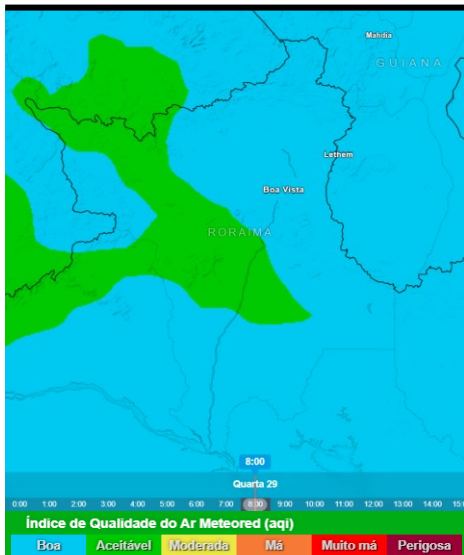 Mahdia
GUIANA
Lethem
Boa Vista
RORAIMA
8:00
Quarta 29
0:00 1:00 2:00 3:00 4:00 5:00 6:00 7:00 8:00 9:00 10:00 11:00 12:00 13:00 14:00 15:0
Índice de Qualidade do Ar Meteored (aqi)
Boa Aceitável Moderada Má Muito má Perigosa